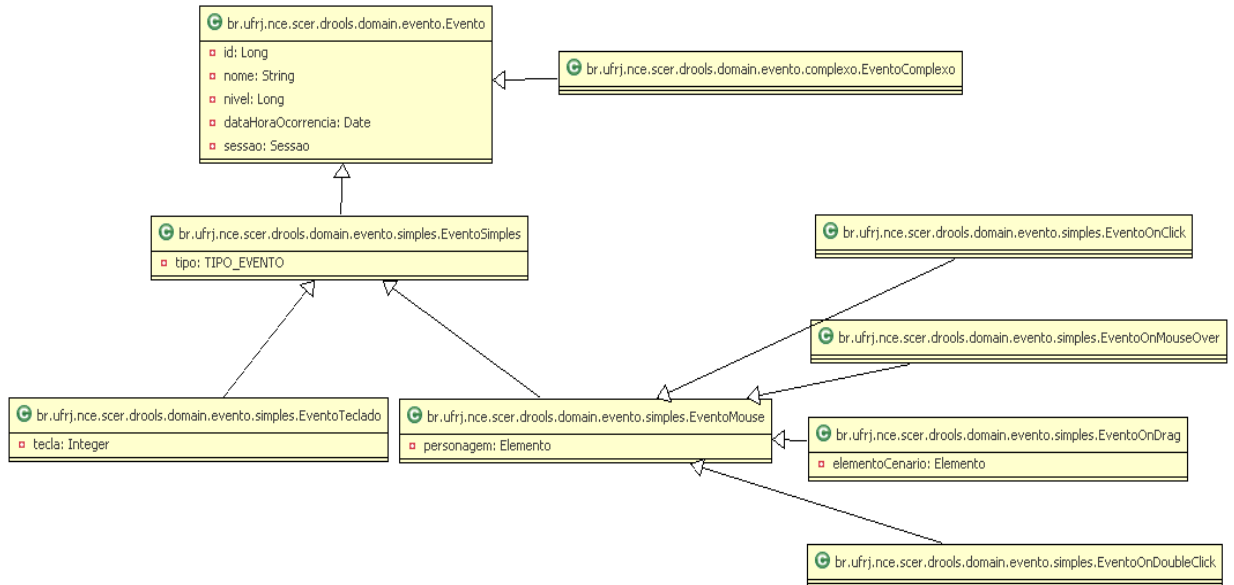 C br.ufrj.nce.scer.drools.domain.evento.Evento
id: Long
nome: String
nivel: Long
dataHoraOcorrencia: Date
sessao: Sessao
C br.ufrj.nce.scer.drools.domain.evento.complexo.EventoComplexo
C br.ufrj.nce.scer.drools.domain.evento.simples.EventoSimples
tipo: TIPO_EVENTO
C br.ufrj.nce.scer.drools.domain.evento.simples.EventoOnClick
C br.ufrj.nce.scer.drools.domain.evento.simples.EventoOnMouseOver
C br.ufrj.nce.scer.drools.domain.evento.simples.EventoTeclado
tecla: Integer
C br.ufrj.nce.scer.drools.domain.evento.simples.EventoMouse
personagem: Elemento
C br.ufrj.nce.scer.drools.domain.evento.simples.EventoOnDrag
elementoCenario: Elemento
C br.ufrj.nce.scer.drools.domain.evento.simples.EventoOnDoubleClick